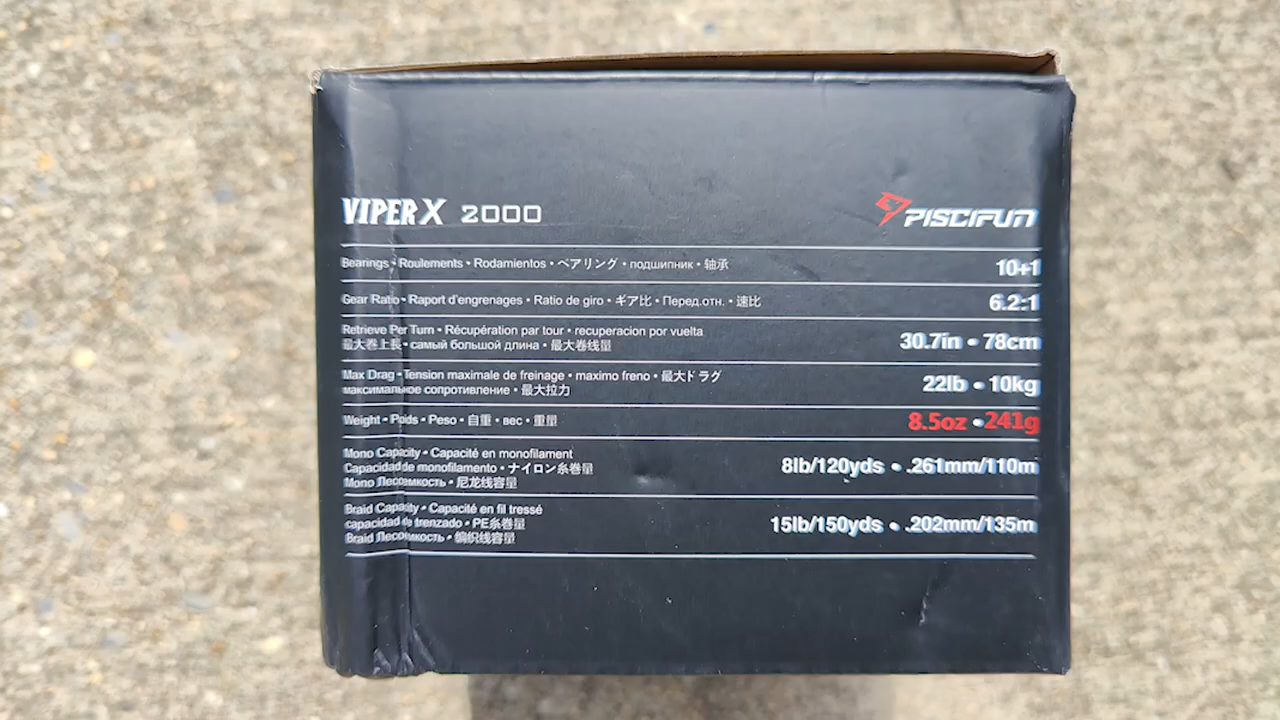 VIPER X 2000
PISCIFUN
Bearings • Roulements • Rodamientos • ベアリング • подшипник • 轴承
10+1
Gear Ratio • Raport d'engrenages • Ratio de giro • ギア比 • Перед.отн. • 速比
6.2:1
Retrieve Per Turn • Récupération par tour • recuperacion por vuelta
最大巻上長 • самый большой длина • 最大卷线量
30.7in • 78cm
Max Drag • Tension maximale de freinage • maximo freno • 最大ドラグ
максимальное сопротивление • 最大拉力
22lb • 10kg
Weight • Poids • Peso • 自重 • вес • 重量
8.5oz • 241g
Mono Capacity • Capacité en monofilament
Capacidad de monofilamento • ナイロン糸巻量
Mono Лесоемкость • 尼龙线容量
8lb/120yds • .261mm/110m
Braid Capacity • Capacité en fil tressé
capacidad de trenzado • PE糸巻量
Braid Лесоемкость • 编织线容量
15lb/150yds • .202mm/135m